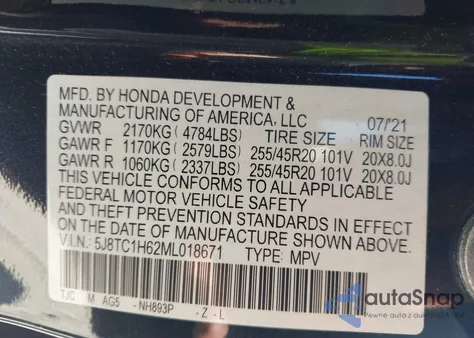 MFD. BY HONDA DEVELOPMENT &
MANUFACTURING OF AMERICA, LLC 07/21
GVWR 2170KG ( 4784LBS) TIRE SIZE RIM SIZE
GAWR F 1170KG ( 2579LBS) 255/45R20 101V 20X8.0J
GAWR R 1060KG ( 2337LBS) 255/45R20 101V 20X8.0J
THIS VEHICLE CONFORMS TO ALL APPLICABLE
FEDERAL MOTOR VEHICLE SAFETY
AND THEFT PREVENTION STANDARDS IN EFFECT
ON THE DATE OF MANUFACTURE SHOWN ABOVE.
V.I.N.: 5J8TC1H62ML018671 TYPE: MPV
TJC M AG5 -NH893P -Z-L
autaSnap
Pewne auta z